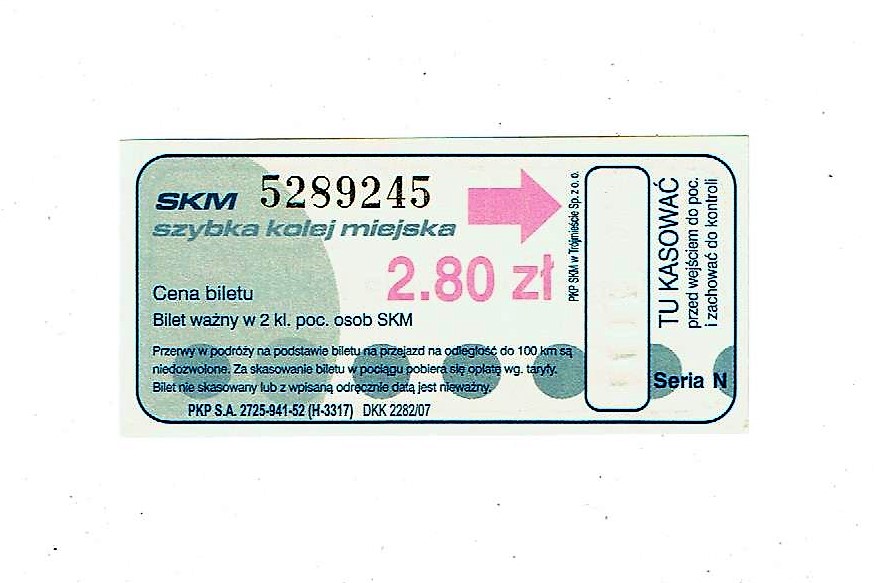 SKM 5289245
szybka kolej miejska
2.80 zł
Cena biletu
Bilet ważny w 2 kl. poc. osob SKM
Przerwy w podróży na podstawie biletu na przejazd na odległość do 100 km są
niedozwolone. Za skasowanie biletu w pociągu pobiera się opłatę wg. taryfy.
Bilet nie skasowany lub z wpisaną odręcznie datą jest nieważny.
PKP S.A. 2725-941-52 (H-3317) DKK 2282/07
PKP SKM w Trójmieście Sp. z o. o.
TU KASOWAĆ
przed wejściem do poc.
i zachować do kontroli
Seria N